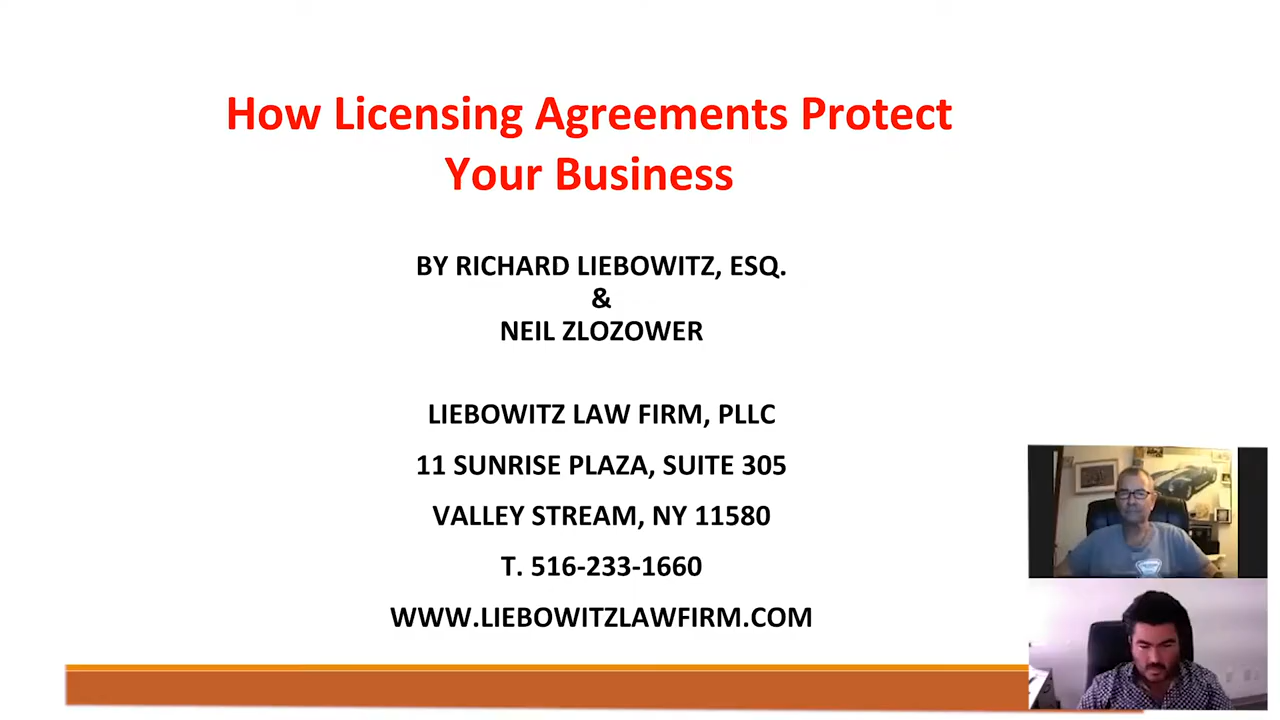 How Licensing Agreements Protect
Your Business
BY RICHARD LIEBOWITZ, ESQ.
&
NEIL ZLOZOWER
LIEBOWITZ LAW FIRM, PLLC
11 SUNRISE PLAZA, SUITE 305
VALLEY STREAM, NY 11580
T. 516-233-1660
WWW.LIEBOWITZLAWFIRM.COM